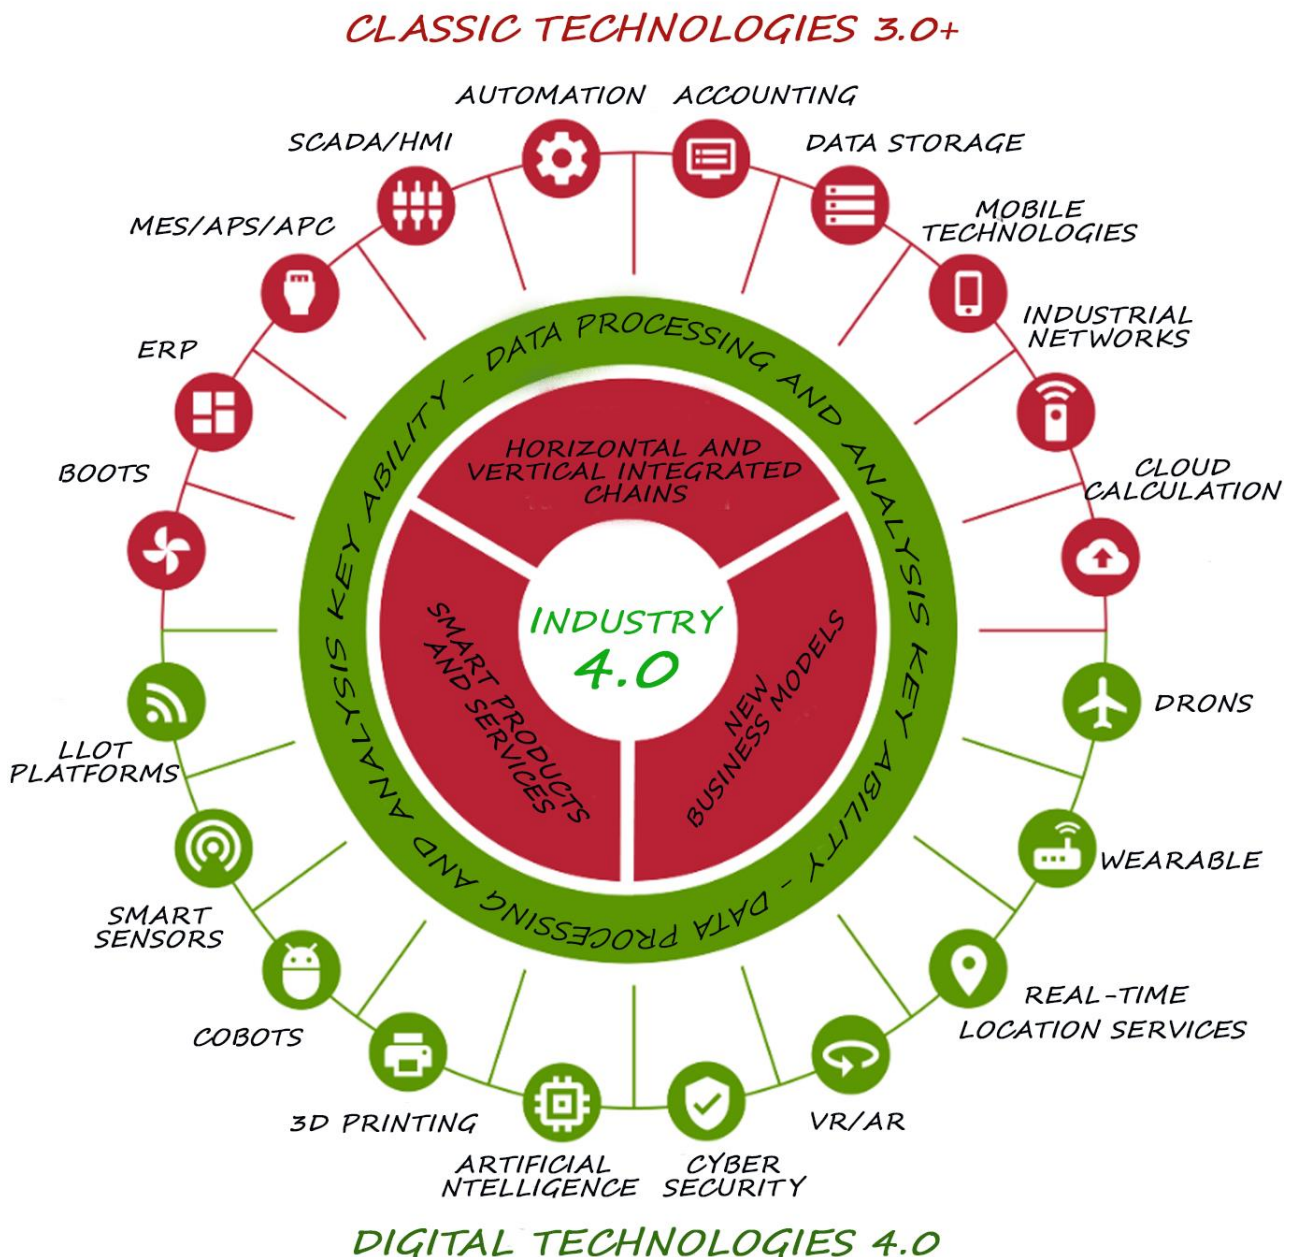 CLASSIC TECHNOLOGIES 3.0+
AUTOMATION
ACCOUNTING
SCADA/HMI
DATA STORAGE
MES/APS/APC
MOBILE
TECHNOLOGIES
INDUSTRIAL
NETWORKS
ERP
BOOTS
CLOUD
CALCULATION
KEY ABILITY - DATA PROCESSING AND ANALYSIS
KEY ABILITY - DATA PROCESSING AND ANALYSIS
HORIZONTAL AND
VERTICAL INTEGRATED
CHAINS
INDUSTRY
4.0
SMART PRODUCTS
AND SERVICES
NEW
BUSINESS MODELS
LLOT
PLATFORMS
DRONS
WEARABLE
SMART
SENSORS
REAL-TIME
LOCATION SERVICES
COBOTS
3D PRINTING
VR/AR
ARTIFICIAL
NTELLIGENCE
CYBER
SECURITY
DIGITAL TECHNOLOGIES 4.0